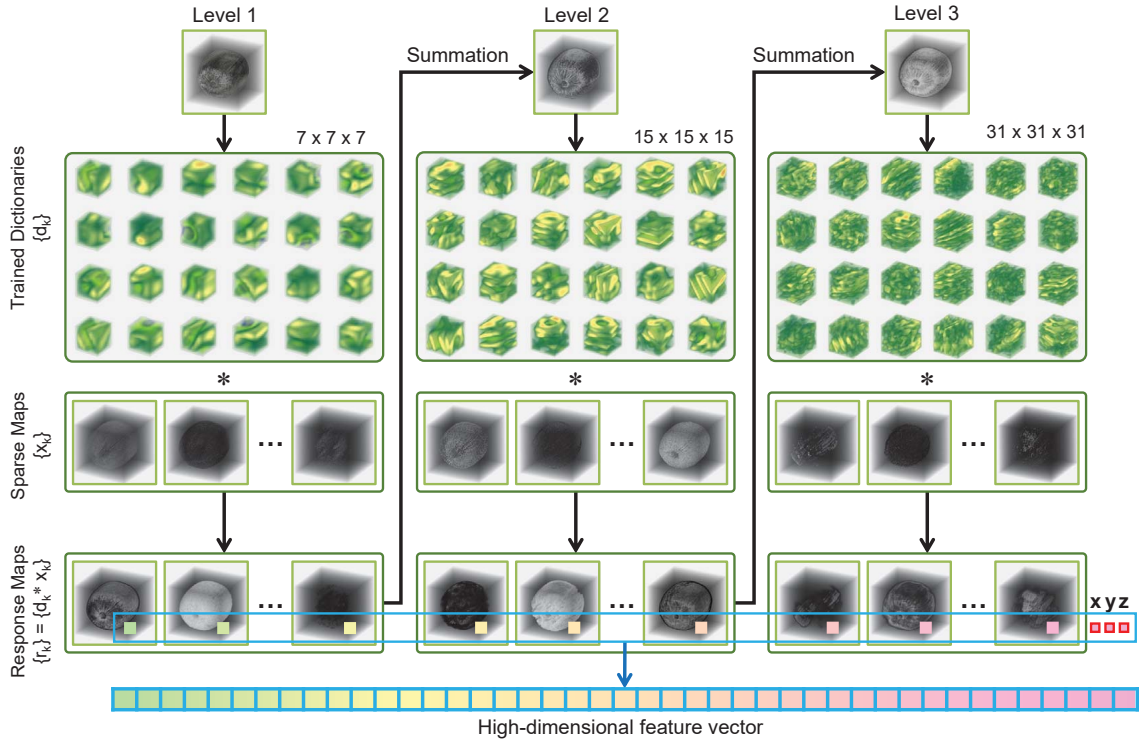 Level 1
Level 2
Level 3
Summation
Summation
7 x 7 x 7
15 x 15 x 15
31 x 31 x 31
Trained Dictionaries
{dₖ}
*
*
*
Sparse Maps
{xₖ}
...
...
...
Response Maps
{rₖ} = {dₖ* xₖ}
...
...
...
x y z
High-dimensional feature vector